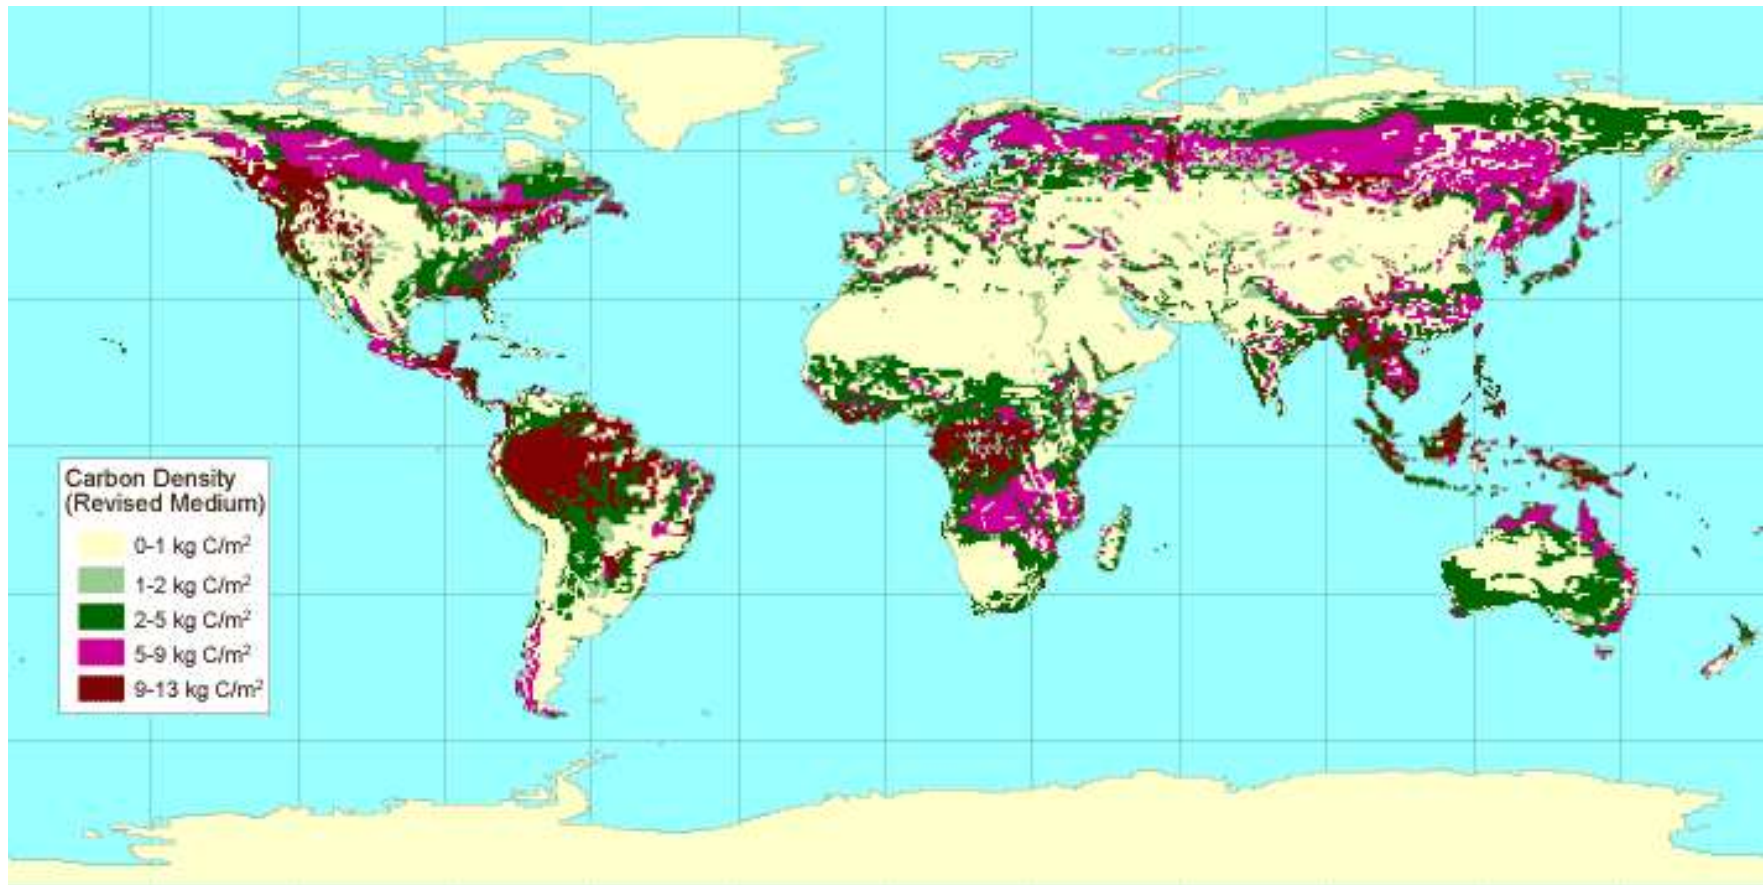 Carbon Density
(Revised Medium)
0-1 kg C/m²
1-2 kg C/m²
2-5 kg C/m²
5-9 kg C/m²
9-13 kg C/m²